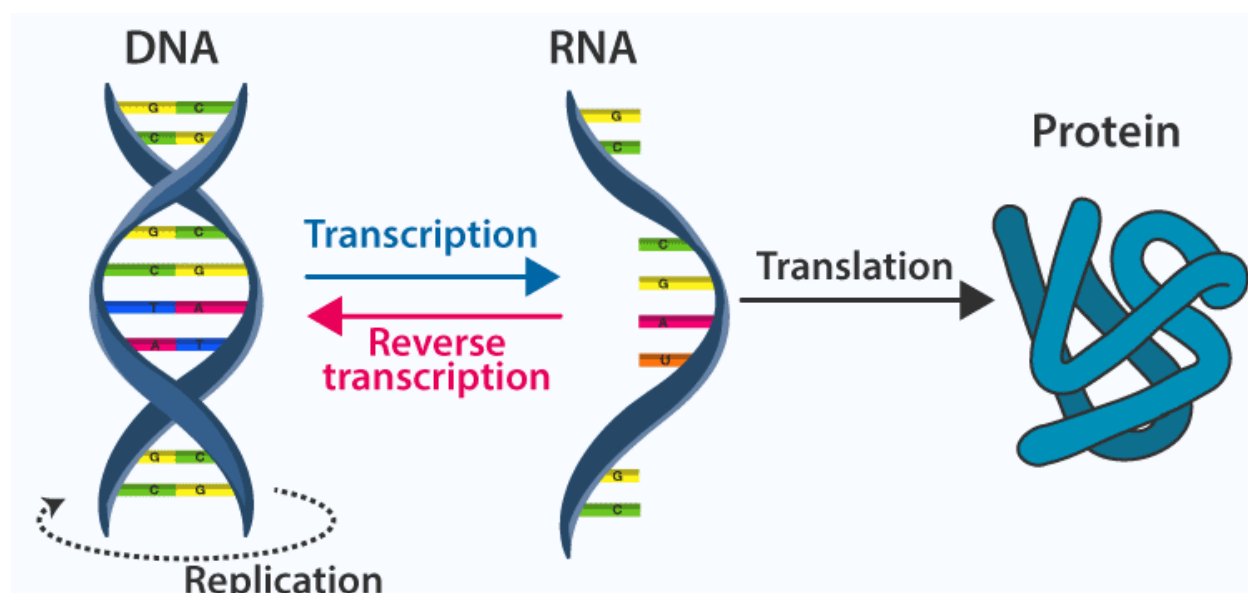 DNA
RNA
Protein
G C
C G
G C
C G
T A
A T
G C
C G
Transcription
Reverse
transcription
G
C
C
G
A
U
G
C
Translation
Replication